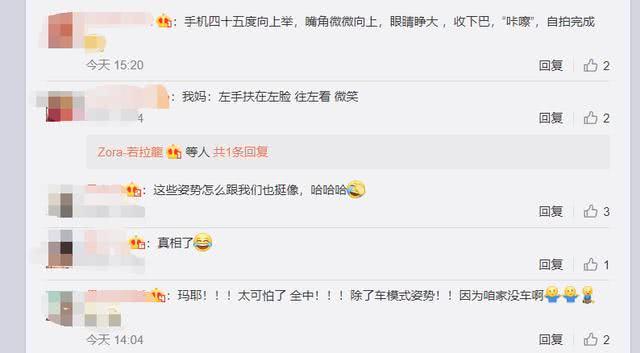 ：手机四十五度向上举，嘴角微微向上，眼睛睁大 ，收下巴，“咔嚓”，自拍完成
今天 15:20 回复 2
：我妈：左手扶在左脸 往左看 微笑
4 回复 2
Zora-若拉龍 等人 共1条回复
：这些姿势怎么跟我们也挺像，哈哈哈
回复 3
：真相了
回复 1
：玛耶！！！太可怕了 全中！！！除了车模式姿势！！因为咱家没车啊
今天 14:04 回复 2